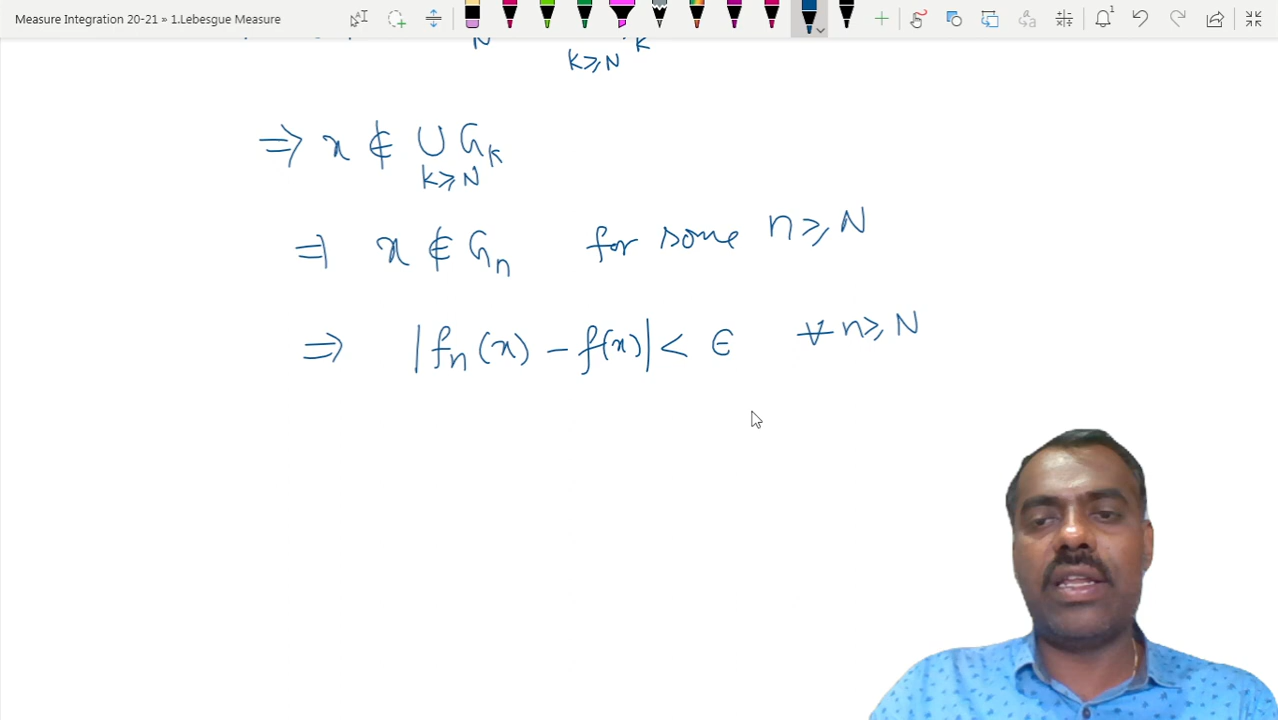 Measure Integration 20-21 » 1.Lebesgue Measure
N k
k≥N
⇒ x ∉ ∪ G_k
k≥N
⇒ x ∉ G_n for some n≥N
⇒ |f_n(x) - f(x)| < ϵ ∀ n≥N